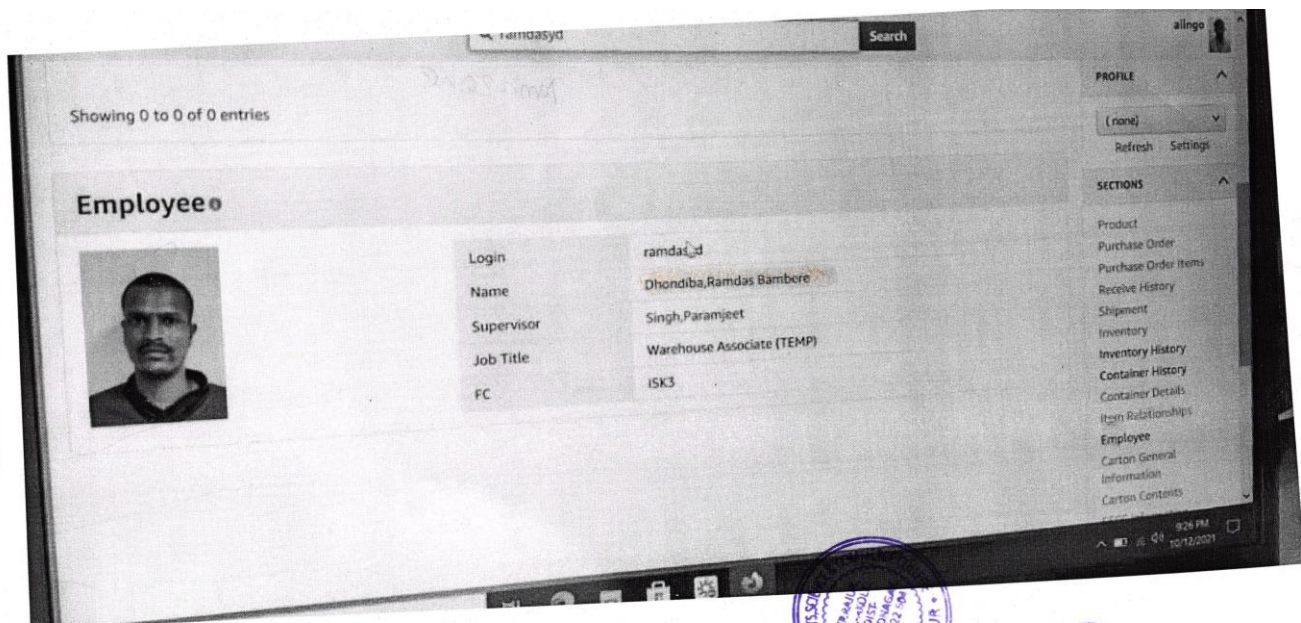 ramdasyd Search
ailngo
PROFILE
Showing 0 to 0 of 0 entries
(none)
Refresh Settings
SECTIONS
Employee
Login
Name Dhondiba,Ramdas Bambere
Supervisor Singh,Paramjeet
Job Title Warehouse Associate (TEMP)
FC ISK3
Product
Purchase Order
Purchase Order Items
Receive History
Shipment
Inventory
Inventory History
Container History
Container Details
Item Relationships
Employee
Carton General
Information
Carton Contents
9:26 PM
10/12/2021